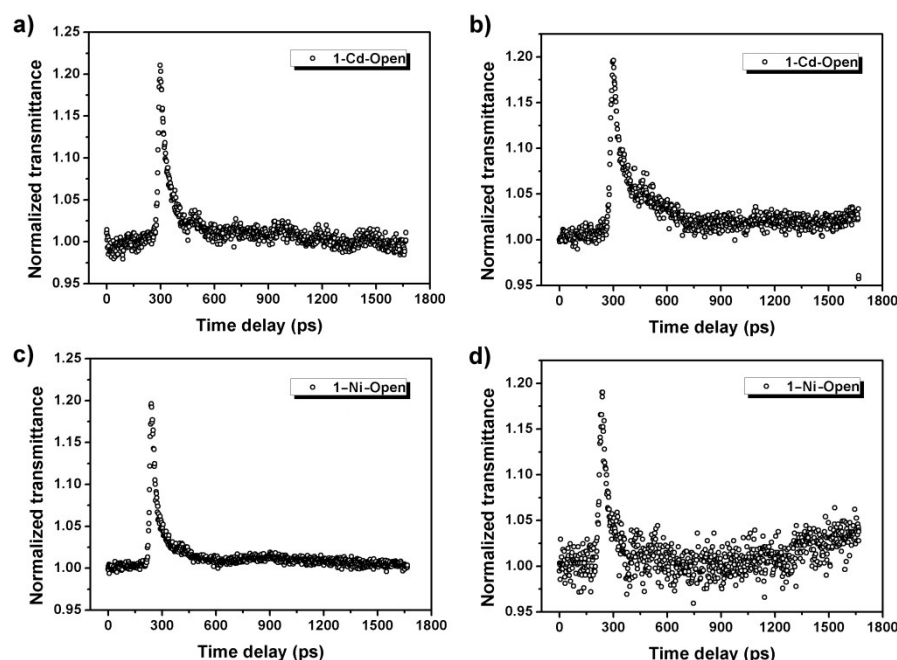 a)
1.25
1.20
1.15
1.10
1.05
1.00
0.95
Normalized transmittance
1-Cd-Open
0 300 600 900 1200 1500 1800
Time delay (ps)
b)
1.20
1.15
1.10
1.05
1.00
0.95
Normalized transmittance
1-Cd-Open
0 300 600 900 1200 1500 1800
Time delay (ps)
c)
1.25
1.20
1.15
1.10
1.05
1.00
0.95
Normalized transmittance
1-Ni-Open
0 300 600 900 1200 1500 1800
Time delay (ps)
d)
1.20
1.15
1.10
1.05
1.00
0.95
Normalized transmittance
1-Ni-Open
0 300 600 900 1200 1500 1800
Time delay (ps)